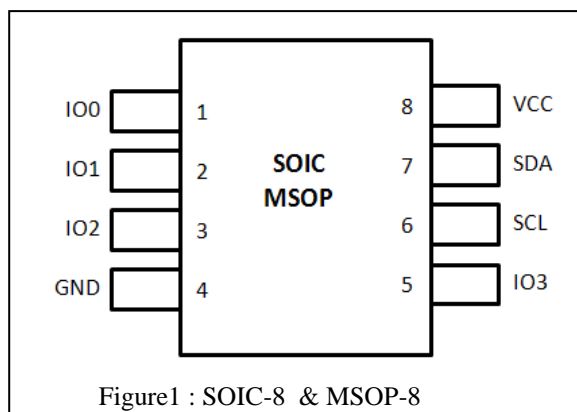 IO0
1
IO1
2
IO2
3
GND
4
SOIC
MSOP
8
VCC
7
SDA
6
SCL
5
IO3
Figure1 : SOIC-8 & MSOP-8